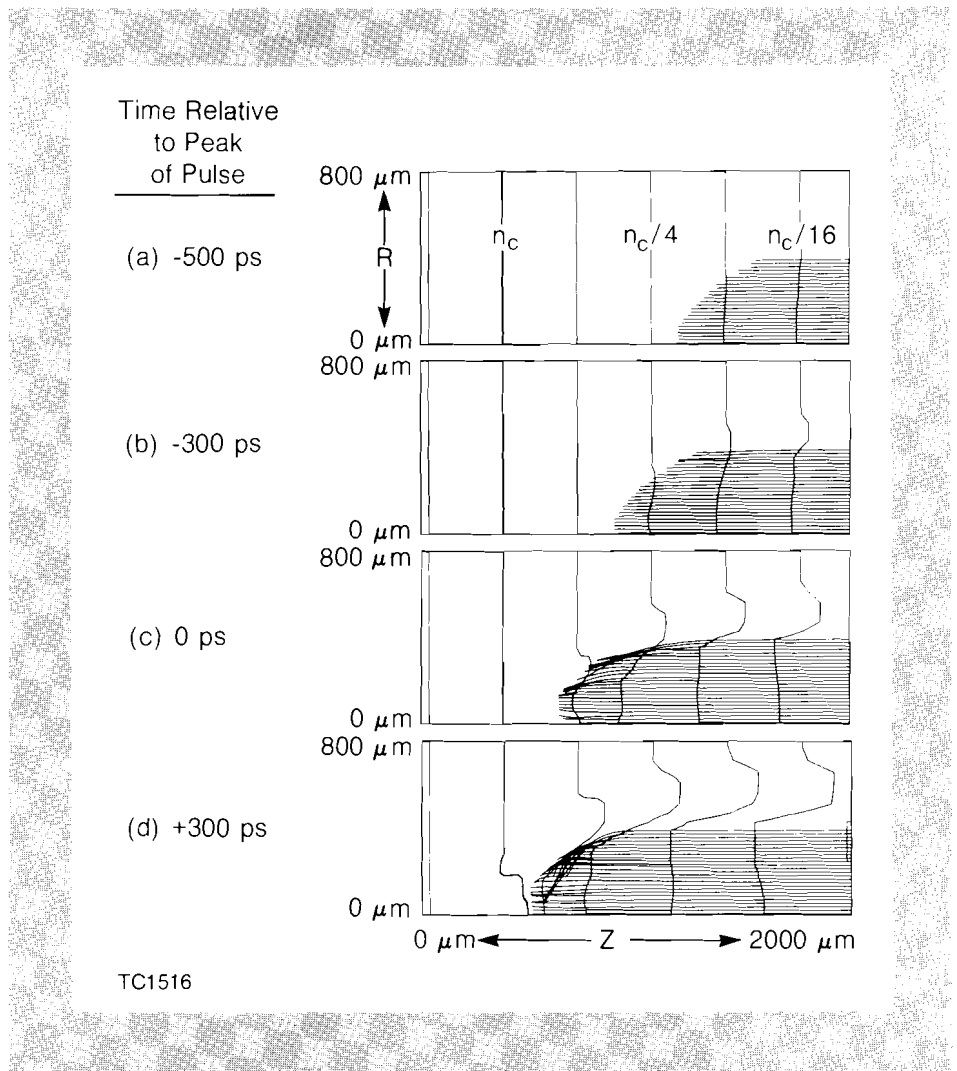 Time Relative
to Peak
of Pulse
800 μm
R
0 μm
n_c
n_c/4
n_c/16
(a) -500 ps
800 μm
(b) -300 ps
0 μm
800 μm
(c) 0 ps
0 μm
800 μm
(d) +300 ps
0 μm
0 μm Z 2000 μm
TC1516